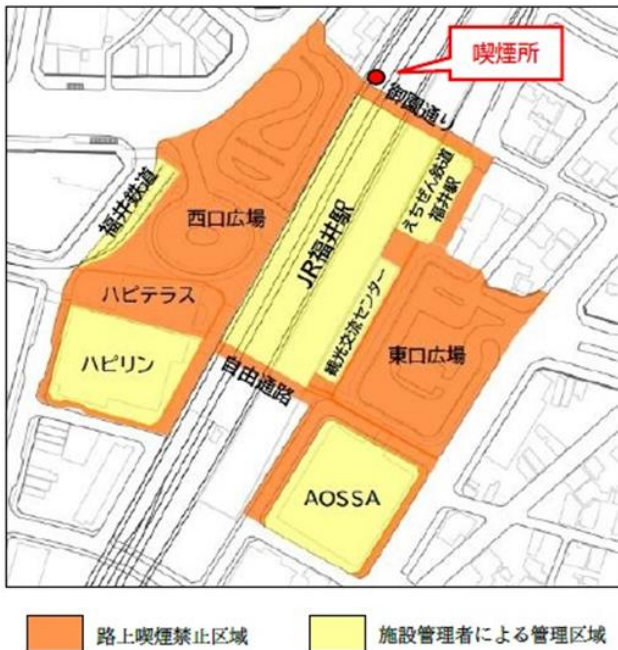 喫煙所
御園通り
福井鉄道
えちぜん鉄道
福井駅
西口広場
JR福井駅
ハピテラス
観光交流センター
東口広場
ハピリン
自由通路
AOSSA
路上喫煙禁止区域
施設管理者による管理区域